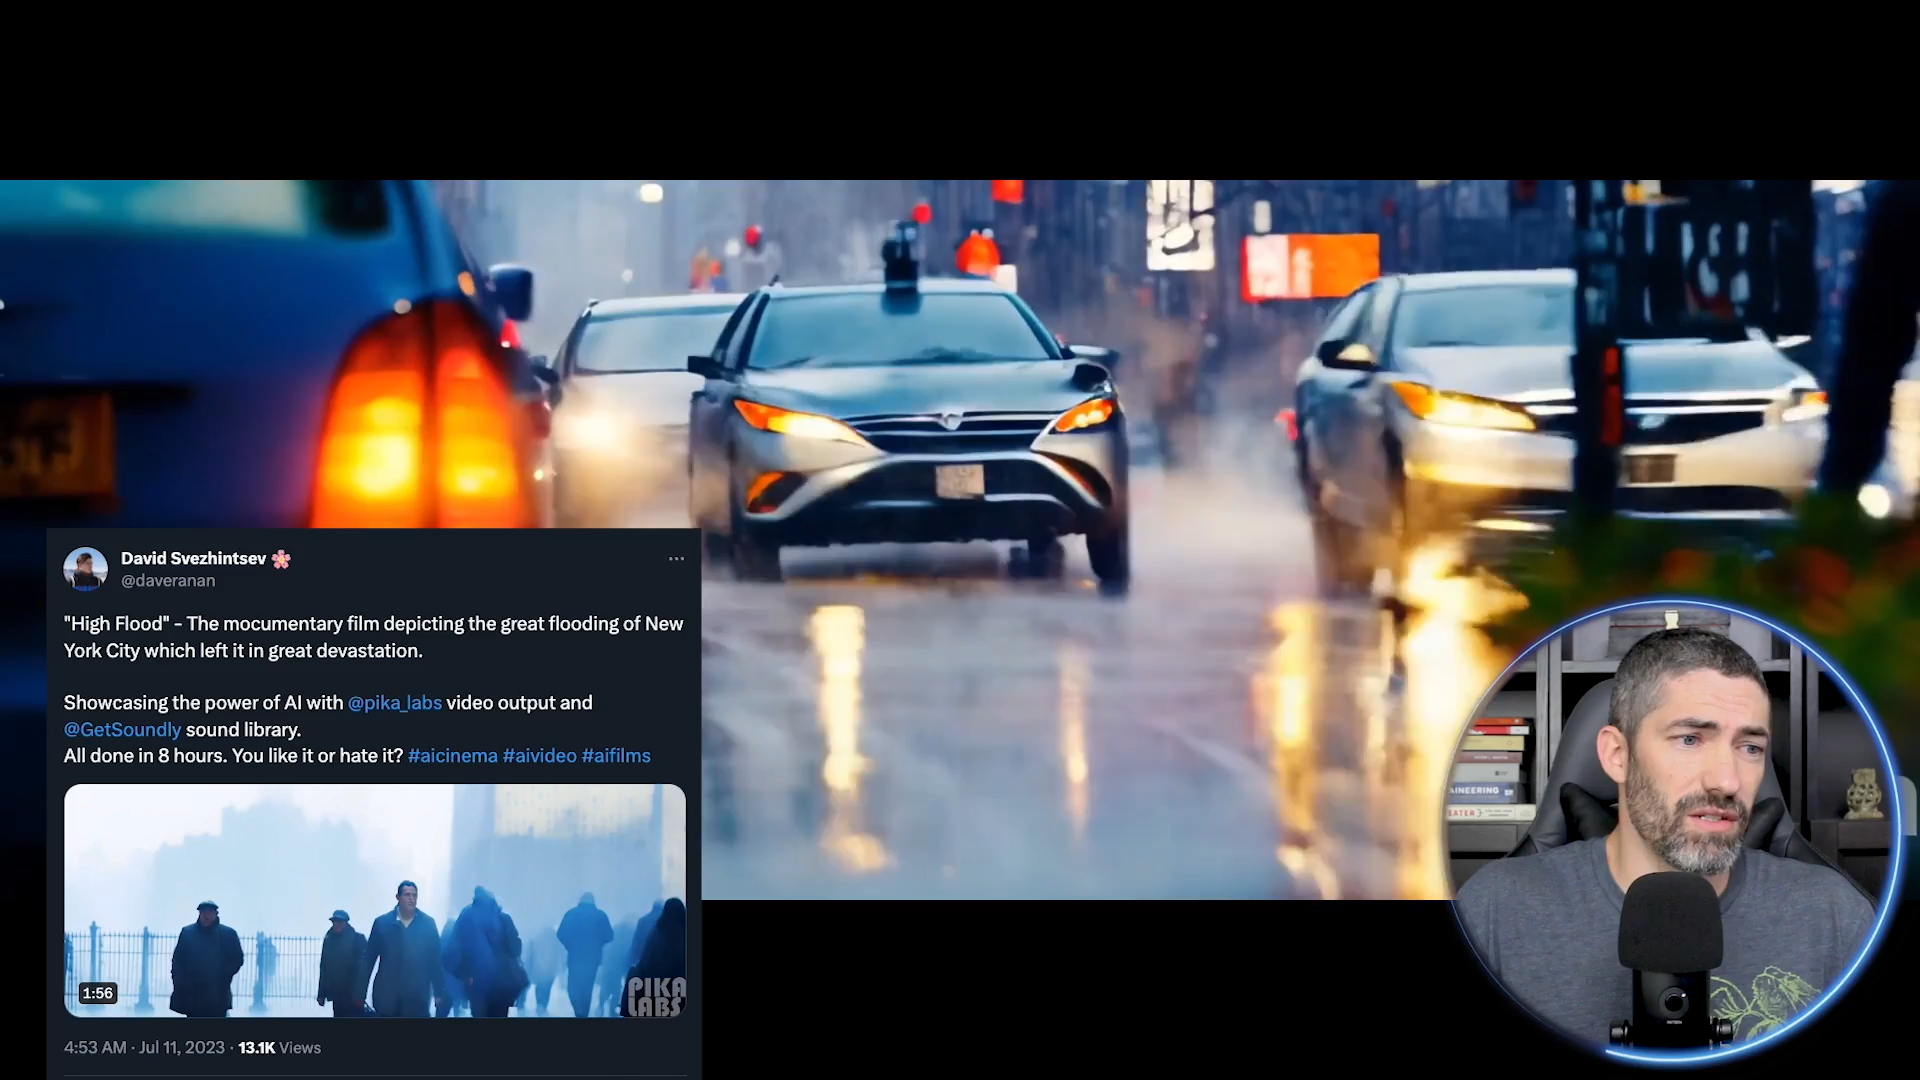 David Svezhintsev
@daveranan
"High Flood" - The mocumentary film depicting the great flooding of New
York City which left it in great devastation.
Showcasing the power of AI with @pika_labs video output and
@GetSoundly sound library.
All done in 8 hours. You like it or hate it? #aicinema #aivideo #aifilms
1:56
PIKA
LABS
4:53 AM · Jul 11, 2023 · 13.1K Views